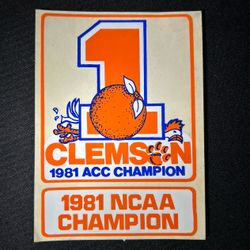 1
CLEMSON
1981 ACC CHAMPION
1981 NCAA
CHAMPION